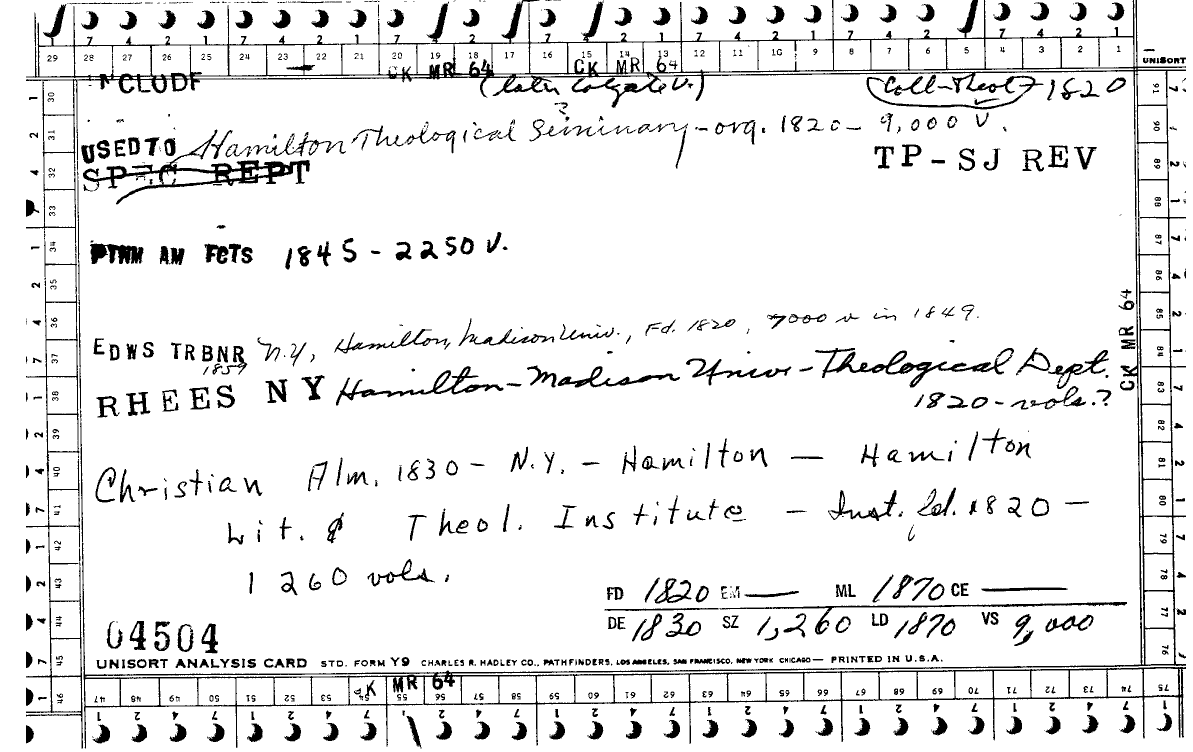 7 4 2 1 7 4 2 1 7 4 2 1 7 4 2 1 7 4 2 1 7 4 2 1 7 4 2 1
29 28 27 26 25 24 23 22 21 20 19 18 17 16 15 14 13 12 11 10 9 8 7 6 5 4 3 2 1 UNISORT
CK MR 64 CK MR 64
INCLUDE (later Colgate U.) Coll-Theol 1820
?
USED TO Hamilton Theological Seminary - org. 1820 - 9,000 V.
SPEC REPT TP-SJ REV
PTNM AM FCTS 1845 - 2250 V.
EDWS TRBNR N.Y., Hamilton, Madison Univ., Fd. 1820, 7000 v in 1849.
1859
RHEES NY Hamilton-Madison Univ.-Theological Dept.
1820-vols.?
CK MR 64
Christian Alm. 1830 - N.Y. - Hamilton - Hamilton
Lit. & Theol. Institute - Inst. fd. 1820 -
1260 vols.
FD 1820 EM — ML 1870 CE —
DE 1830 SZ 1,260 LD 1870 VS 9,000
04504
UNISORT ANALYSIS CARD STD. FORM Y9 CHARLES R. HADLEY CO., PATHFINDERS, LOS ANGELES, SAN FRANCISCO, NEW YORK CHICAGO — PRINTED IN U.S.A.
CK MR 64
47 48 49 50 51 52 53 54 55 56 57 58 59 60 61 62 63 64 65 66 67 68 69 70 71 72 73 74 75
1 2 4 7 1 2 4 7 1 2 4 7 1 2 4 7 1 2 4 7 1 2 4 7 1 2 4 7
30 31 32 33 34 35 36 37 38 39 40 41 42 43 44 45 46
91 90 89 88 87 86 85 84 83 82 81 80 79 78 77 76